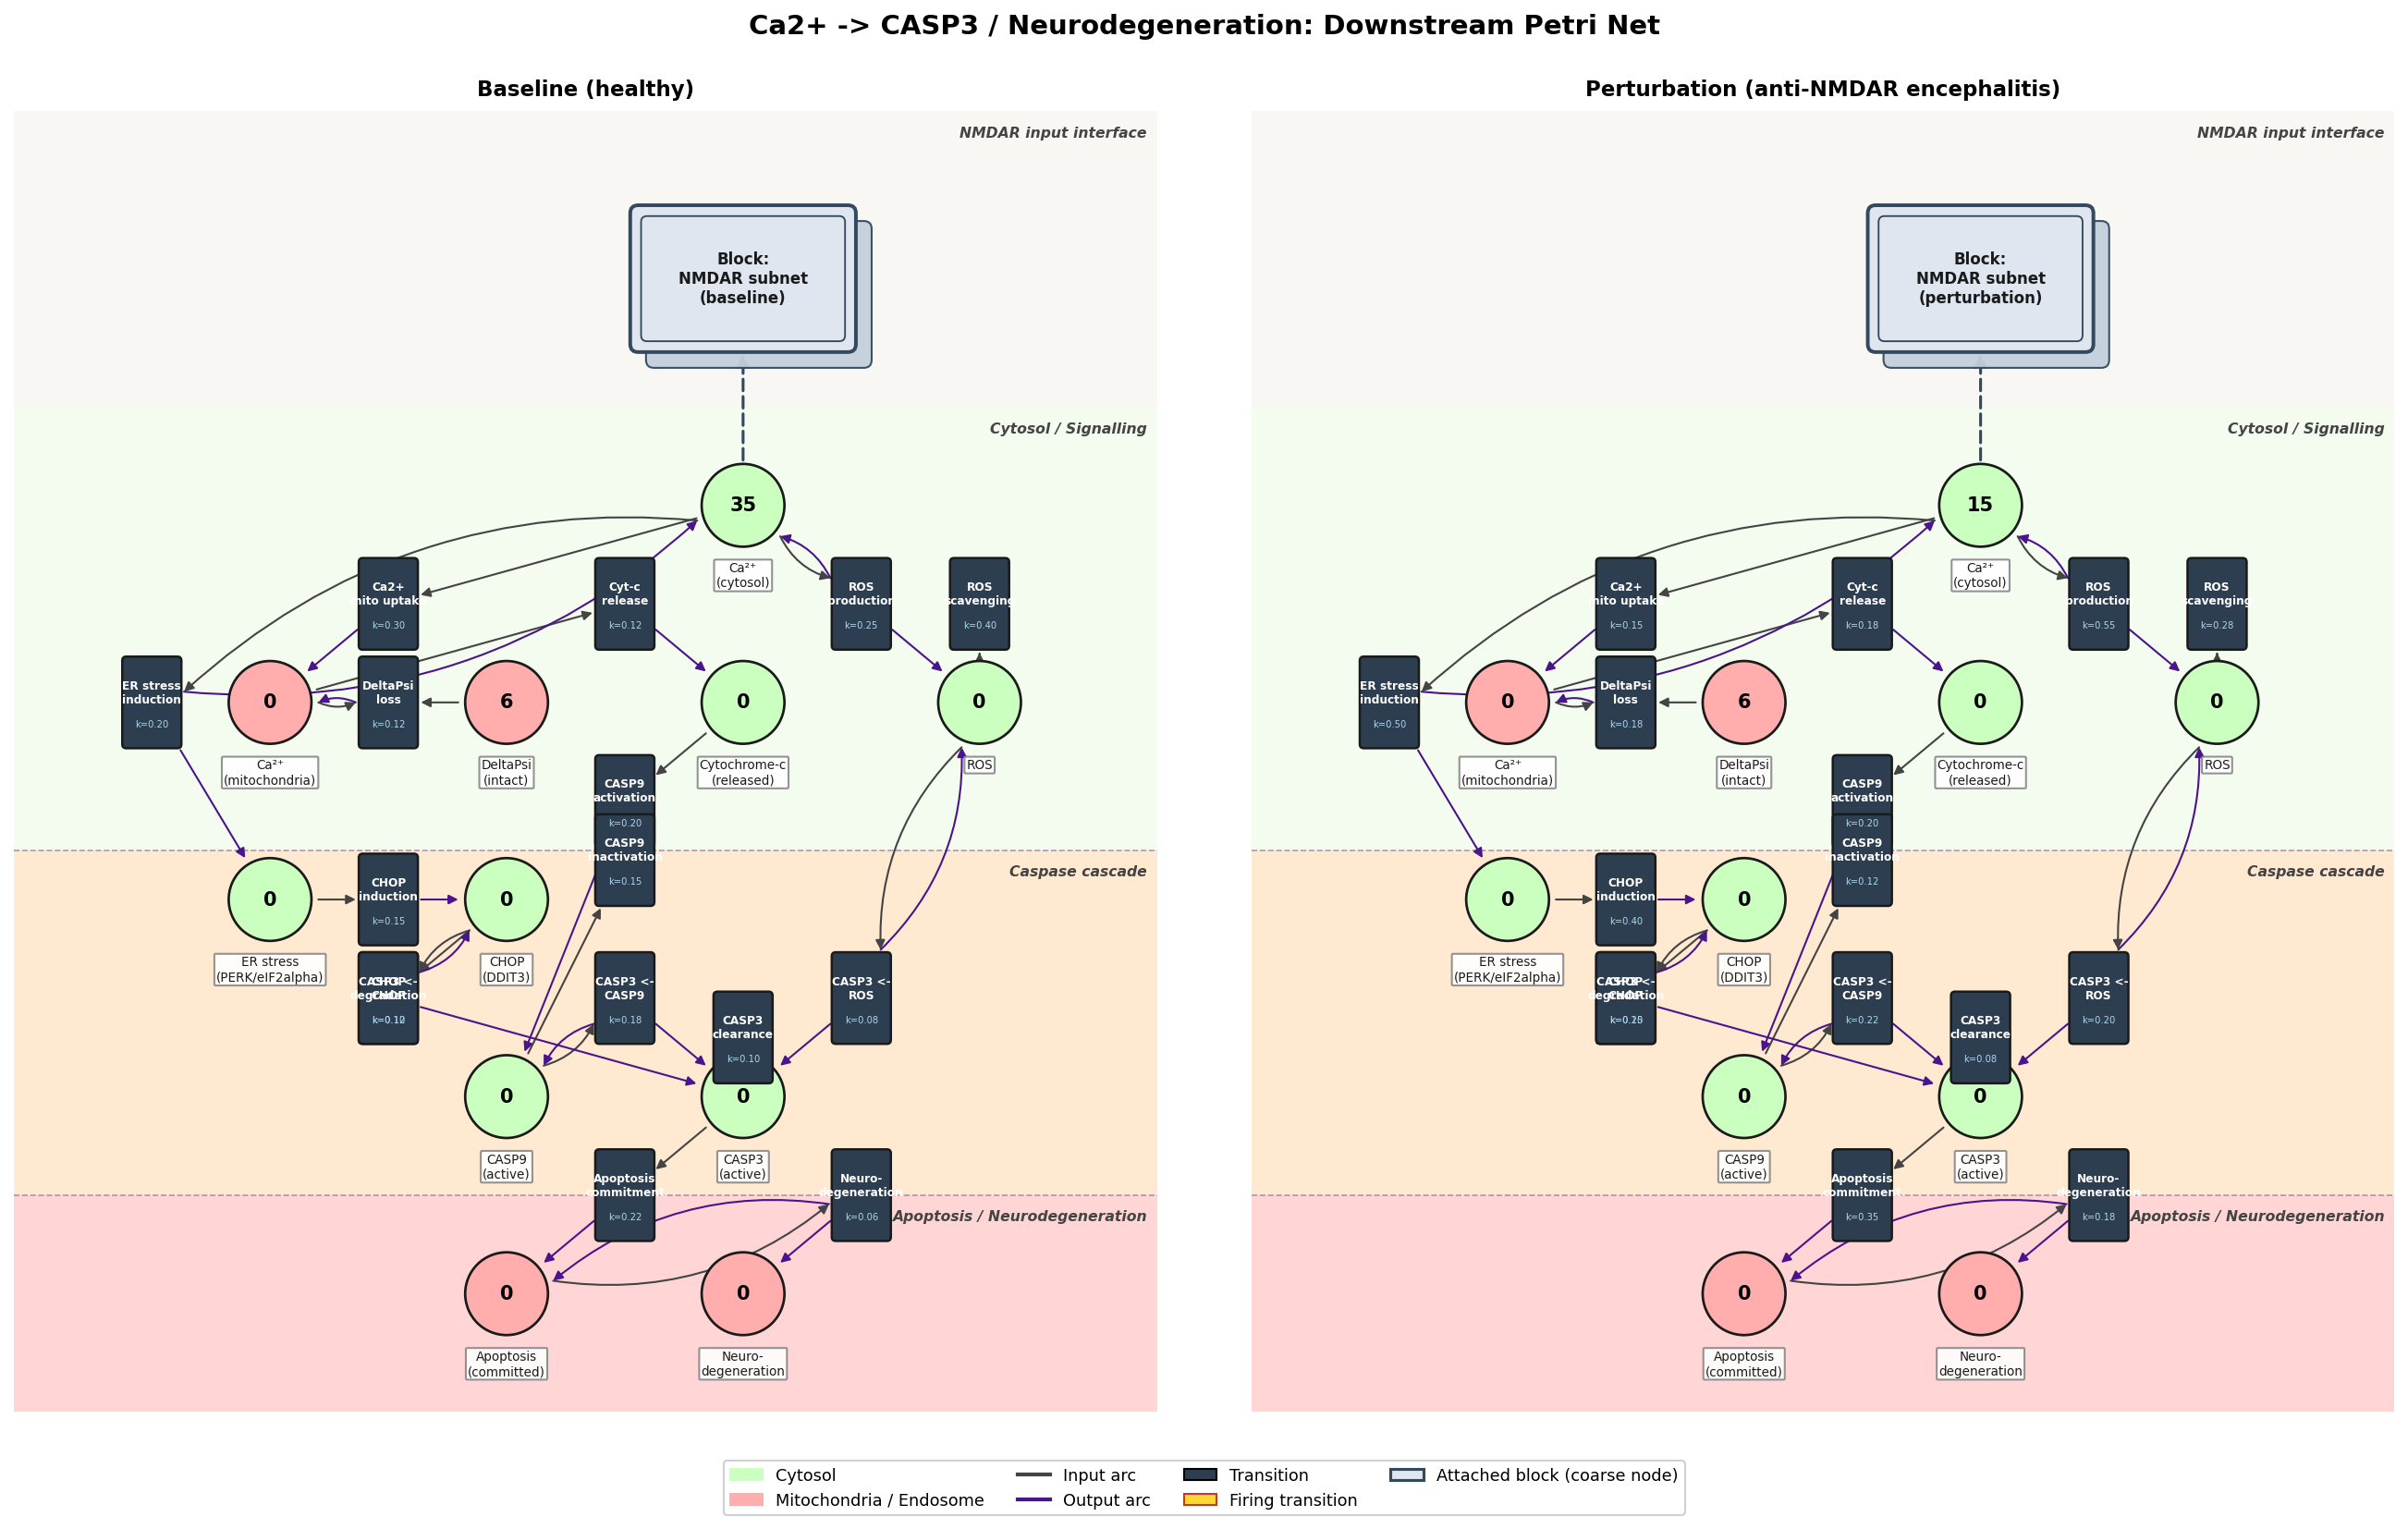 Ca2+ -> CASP3 / Neurodegeneration: Downstream Petri Net
Baseline (healthy)
NMDAR input interface
Block:
NMDAR subnet
(baseline)
Cytosol / Signalling
35
Ca²⁺
(cytosol)
Ca2+
mito uptake
k=0.30
Cyt-c
release
k=0.12
ROS
production
k=0.25
ROS
scavenging
k=0.40
ER stress
induction
k=0.20
0
Ca²⁺
(mitochondria)
DeltaPsi
loss
k=0.12
6
DeltaPsi
(intact)
0
Cytochrome-c
(released)
0
ROS
CASP9
activation
k=0.20
CASP9
inactivation
k=0.15
Caspase cascade
0
ER stress
(PERK/eIF2alpha)
CHOP
induction
k=0.15
0
CHOP
(DDIT3)
CASP3 <-
CASP9
k=0.18
CASP3
clearance
k=0.10
CASP3 <-
ROS
k=0.08
0
CASP9
(active)
0
CASP3
(active)
Apoptosis
commitment
k=0.22
Neuro-
degeneration
k=0.06
Apoptosis / Neurodegeneration
0
Apoptosis
(committed)
0
Neuro-
degeneration
Perturbation (anti-NMDAR encephalitis)
NMDAR input interface
Block:
NMDAR subnet
(perturbation)
Cytosol / Signalling
15
Ca²⁺
(cytosol)
Ca2+
mito uptake
k=0.15
Cyt-c
release
k=0.18
ROS
production
k=0.55
ROS
scavenging
k=0.28
ER stress
induction
k=0.50
0
Ca²⁺
(mitochondria)
DeltaPsi
loss
k=0.18
6
DeltaPsi
(intact)
0
Cytochrome-c
(released)
0
ROS
CASP9
activation
k=0.20
CASP9
inactivation
k=0.12
Caspase cascade
0
ER stress
(PERK/eIF2alpha)
CHOP
induction
k=0.40
0
CHOP
(DDIT3)
CASP3 <-
CASP9
k=0.22
CASP3
clearance
k=0.08
CASP3 <-
ROS
k=0.20
0
CASP9
(active)
0
CASP3
(active)
Apoptosis
commitment
k=0.35
Neuro-
degeneration
k=0.18
Apoptosis / Neurodegeneration
0
Apoptosis
(committed)
0
Neuro-
degeneration
Cytosol
Mitochondria / Endosome
Input arc
Output arc
Transition
Firing transition
Attached block (coarse node)